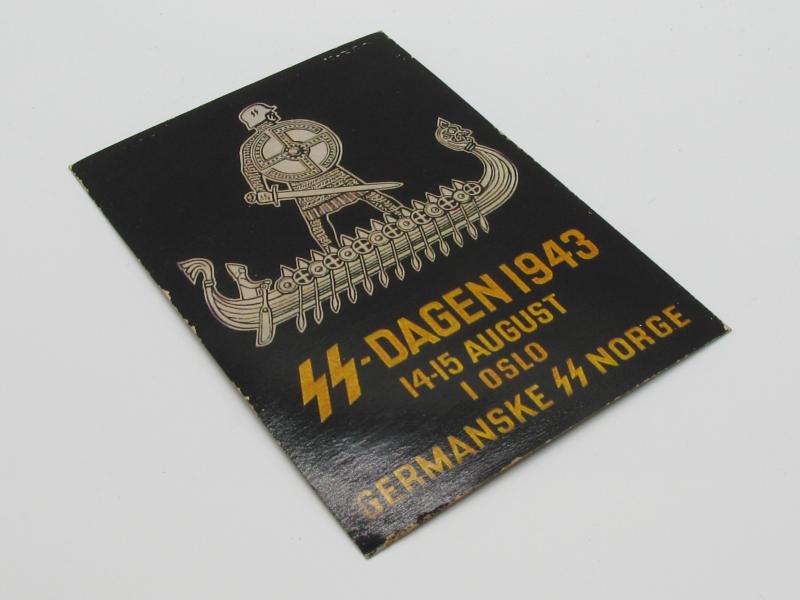 SS-DAGEN 1943
14-15 AUGUST
I OSLO
GERMANSKE SS NORGE